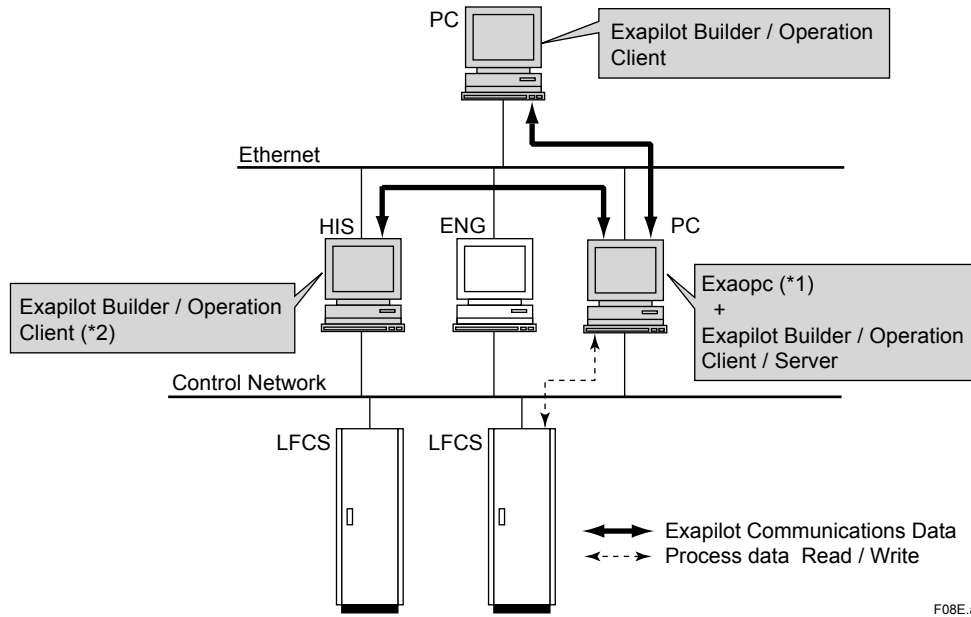 PC
Exapilot Builder / Operation
Client
Ethernet
HIS
ENG
PC
Exapilot Builder / Operation
Client (*2)
Exaopc (*1)
+
Exapilot Builder / Operation
Client / Server
Control Network
LFCS
LFCS
Exapilot Communications Data
Process data Read / Write
F08E.a